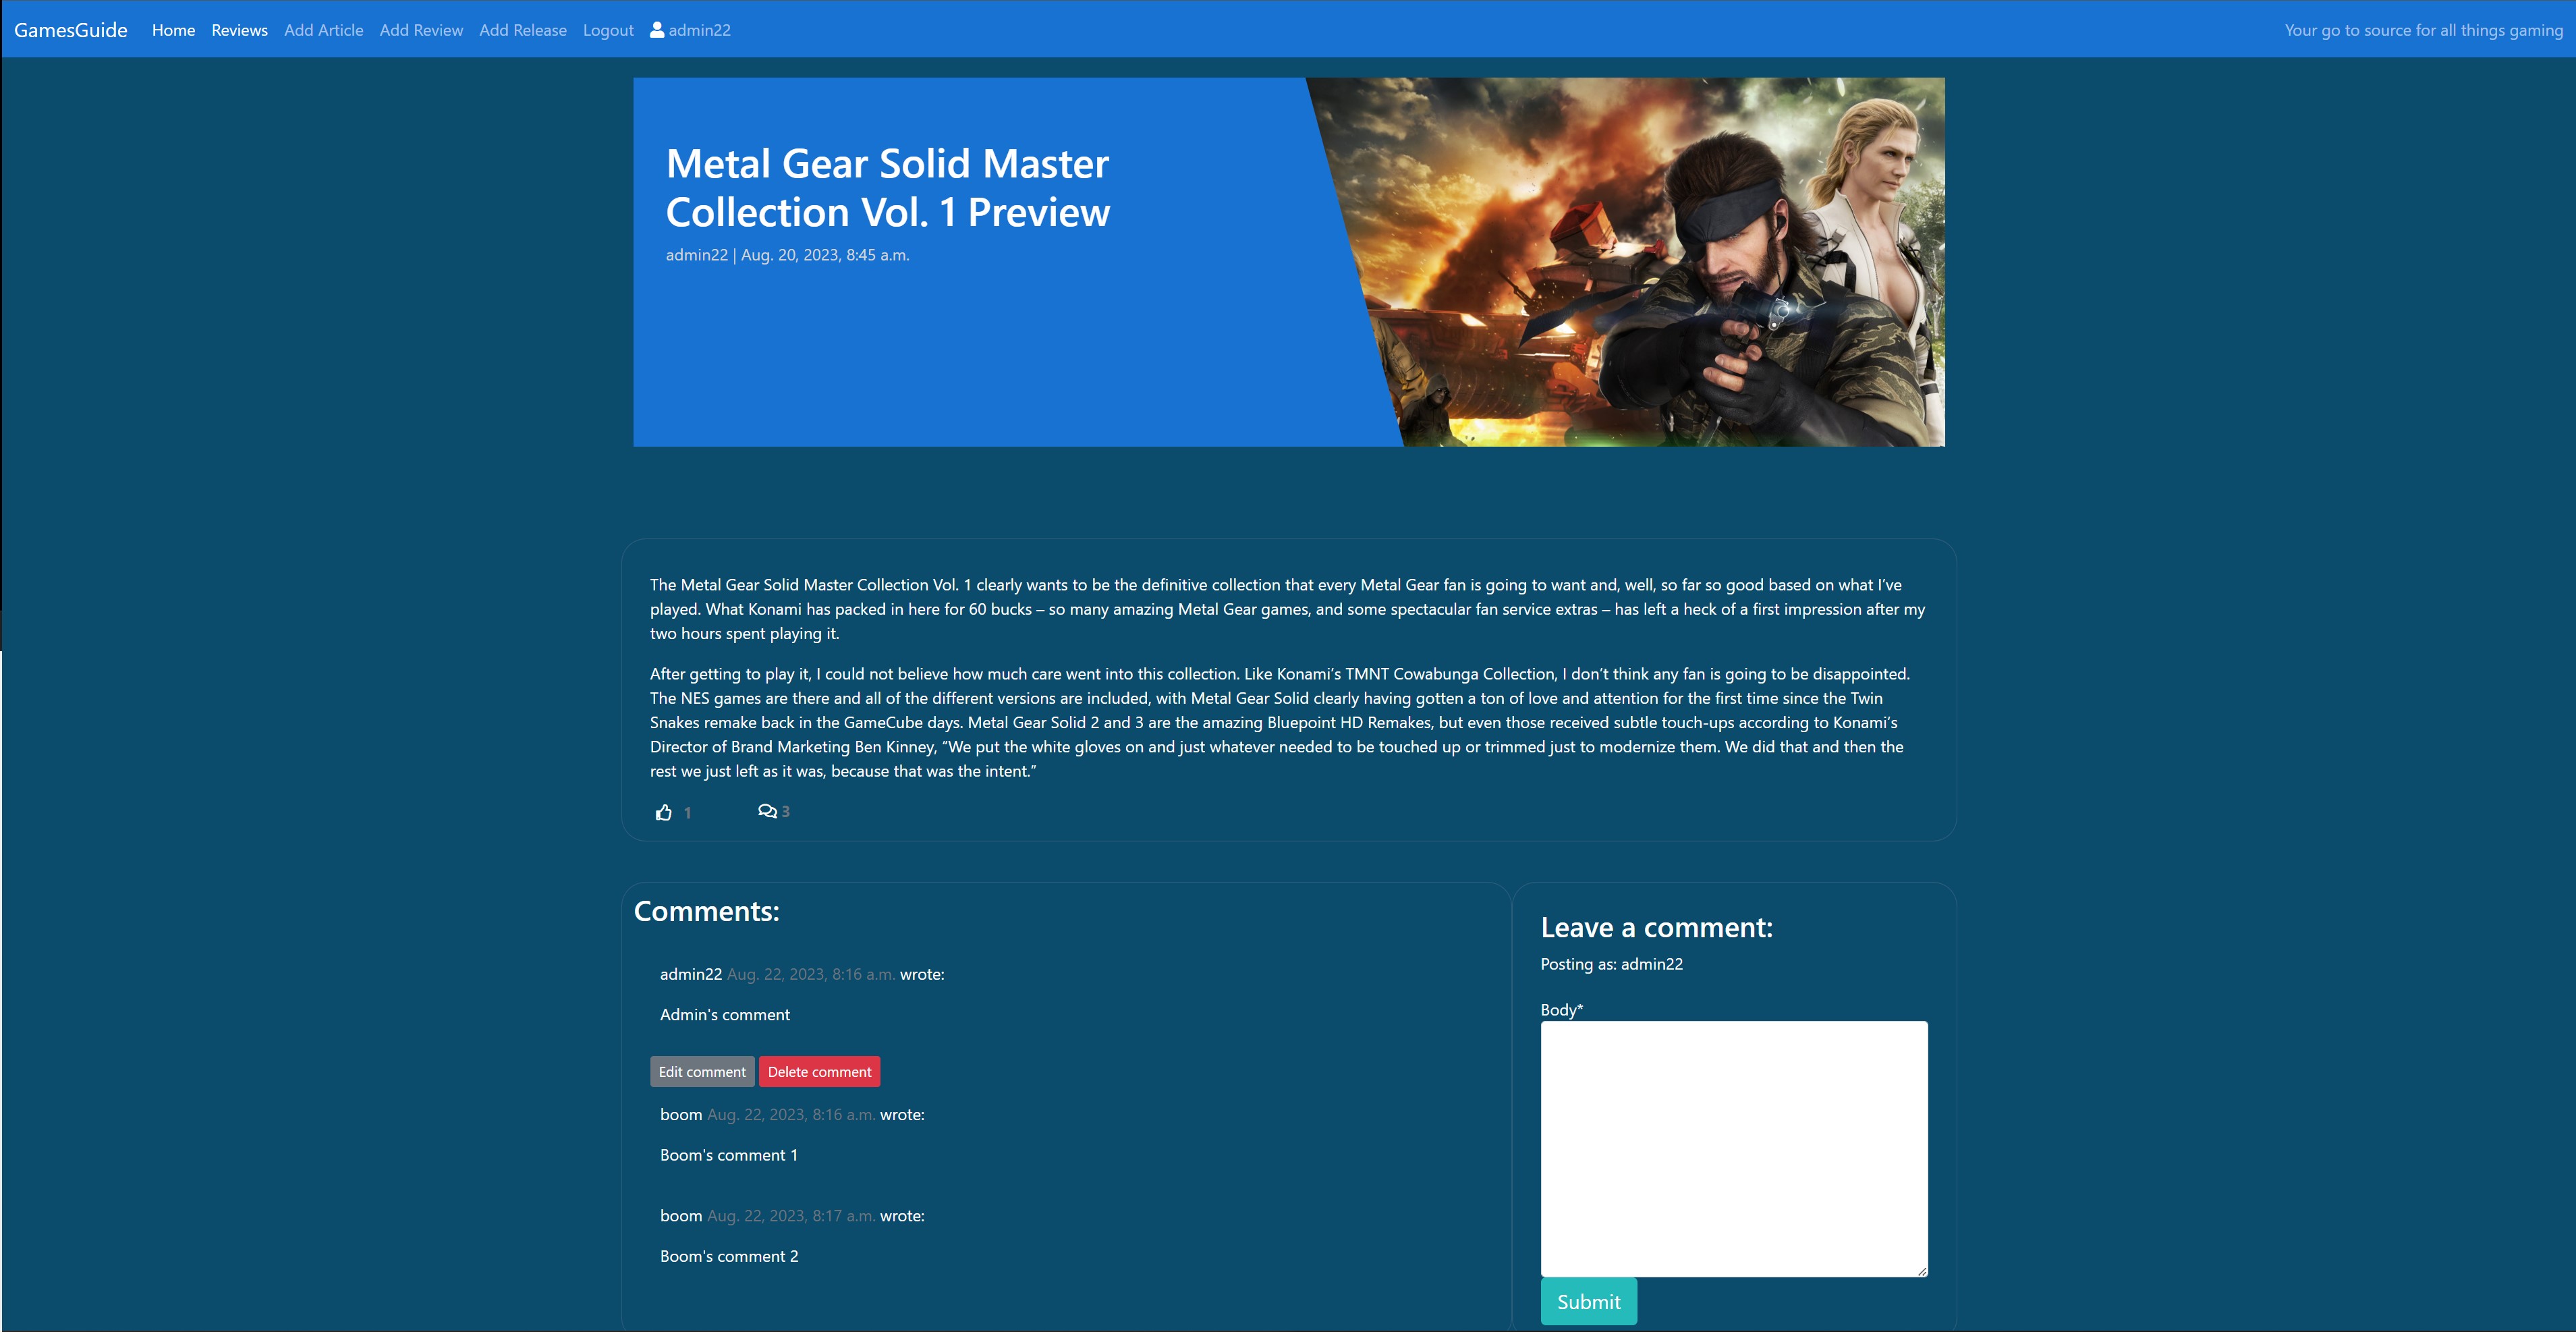 GamesGuide Home Reviews Add Article Add Review Add Release Logout admin22 Your go to source for all things gaming
Metal Gear Solid Master
Collection Vol. 1 Preview
admin22 | Aug. 20, 2023, 8:45 a.m.
The Metal Gear Solid Master Collection Vol. 1 clearly wants to be the definitive collection that every Metal Gear fan is going to want and, well, so far so good based on what I’ve
played. What Konami has packed in here for 60 bucks – so many amazing Metal Gear games, and some spectacular fan service extras – has left a heck of a first impression after my
two hours spent playing it.
After getting to play it, I could not believe how much care went into this collection. Like Konami’s TMNT Cowabunga Collection, I don’t think any fan is going to be disappointed.
The NES games are there and all of the different versions are included, with Metal Gear Solid clearly having gotten a ton of love and attention for the first time since the Twin
Snakes remake back in the GameCube days. Metal Gear Solid 2 and 3 are the amazing Bluepoint HD Remakes, but even those received subtle touch-ups according to Konami’s
Director of Brand Marketing Ben Kinney, “We put the white gloves on and just whatever needed to be touched up or trimmed just to modernize them. We did that and then the
rest we just left as it was, because that was the intent.”
1 3
Comments:
admin22 Aug. 22, 2023, 8:16 a.m. wrote:
Admin's comment
Edit comment Delete comment
boom Aug. 22, 2023, 8:16 a.m. wrote:
Boom's comment 1
boom Aug. 22, 2023, 8:17 a.m. wrote:
Boom's comment 2
Leave a comment:
Posting as: admin22
Body*
Submit